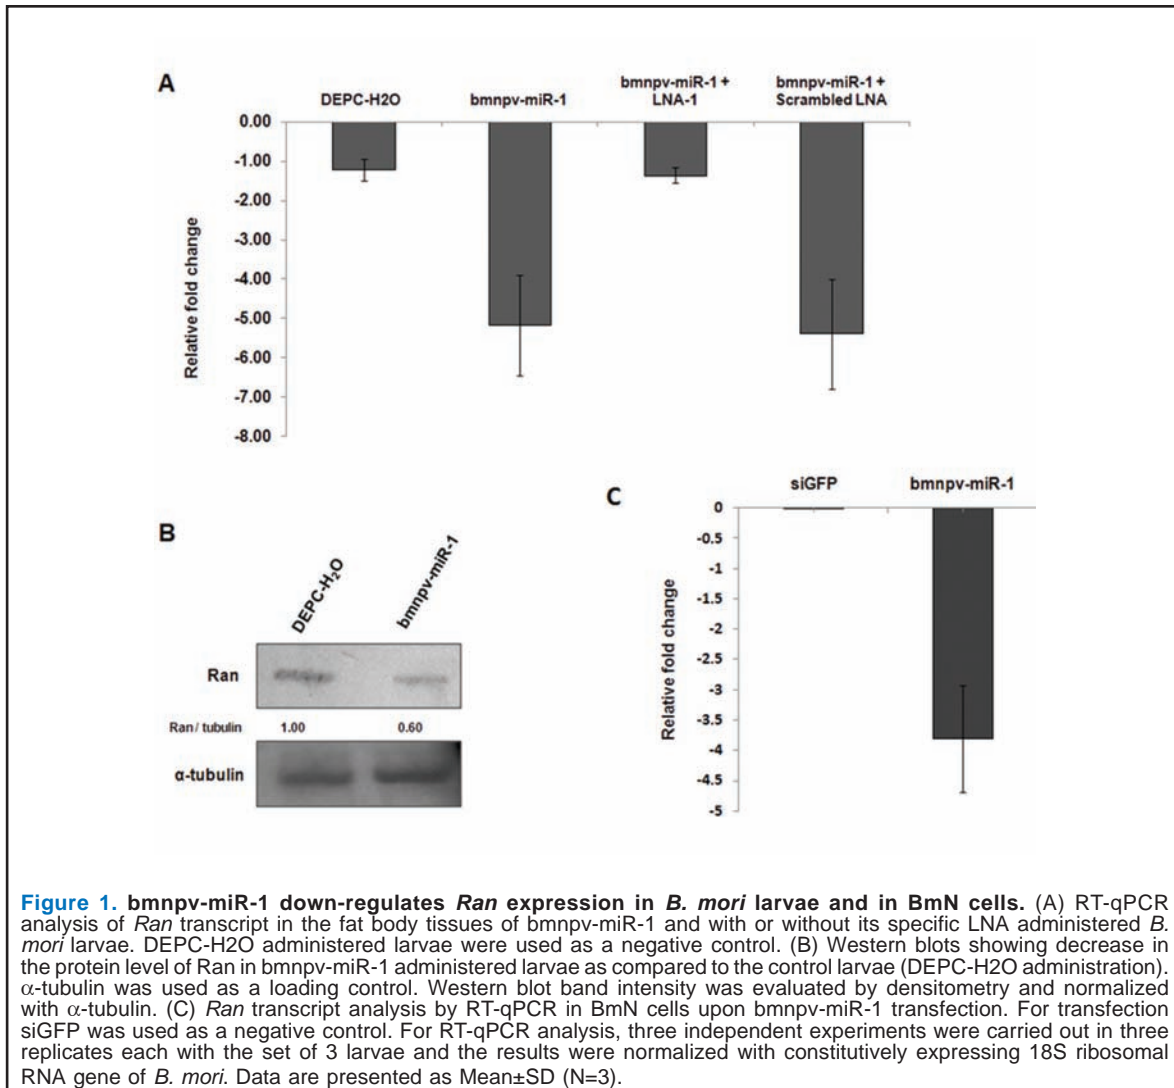 A
DEPC-H2O bmnpv-miR-1 bmnpv-miR-1 + LNA-1 bmnpv-miR-1 + Scrambled LNA
0.00
-1.00
-2.00
-3.00
-4.00
-5.00
-6.00
-7.00
-8.00
Relative fold change
B
DEPC-H₂O
bmnpv-miR-1
Ran
Ran / tubulin 1.00 0.60
α-tubulin
C
siGFP bmnpv-miR-1
0
-0.5
-1
-1.5
-2
-2.5
-3
-3.5
-4
-4.5
-5
Relative fold change
Figure 1. bmnpv-miR-1 down-regulates Ran expression in B. mori larvae and in BmN cells. (A) RT-qPCR
analysis of Ran transcript in the fat body tissues of bmnpv-miR-1 and with or without its specific LNA administered B.
mori larvae. DEPC-H2O administered larvae were used as a negative control. (B) Western blots showing decrease in
the protein level of Ran in bmnpv-miR-1 administered larvae as compared to the control larvae (DEPC-H2O administration).
α-tubulin was used as a loading control. Western blot band intensity was evaluated by densitometry and normalized
with α-tubulin. (C) Ran transcript analysis by RT-qPCR in BmN cells upon bmnpv-miR-1 transfection. For transfection
siGFP was used as a negative control. For RT-qPCR analysis, three independent experiments were carried out in three
replicates each with the set of 3 larvae and the results were normalized with constitutively expressing 18S ribosomal
RNA gene of B. mori. Data are presented as Mean±SD (N=3).